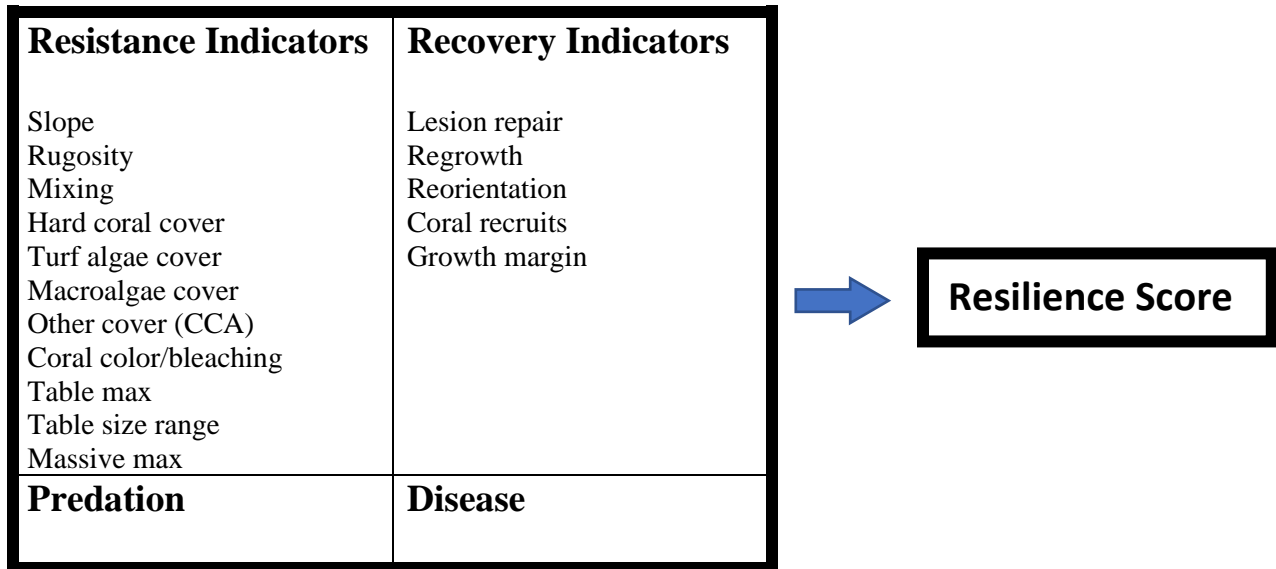 Resistance Indicators
Slope
Rugosity
Mixing
Hard coral cover
Turf algae cover
Macroalgae cover
Other cover (CCA)
Coral color/bleaching
Table max
Table size range
Massive max
Recovery Indicators
Lesion repair
Regrowth
Reorientation
Coral recruits
Growth margin
Predation
Disease
Resilience Score